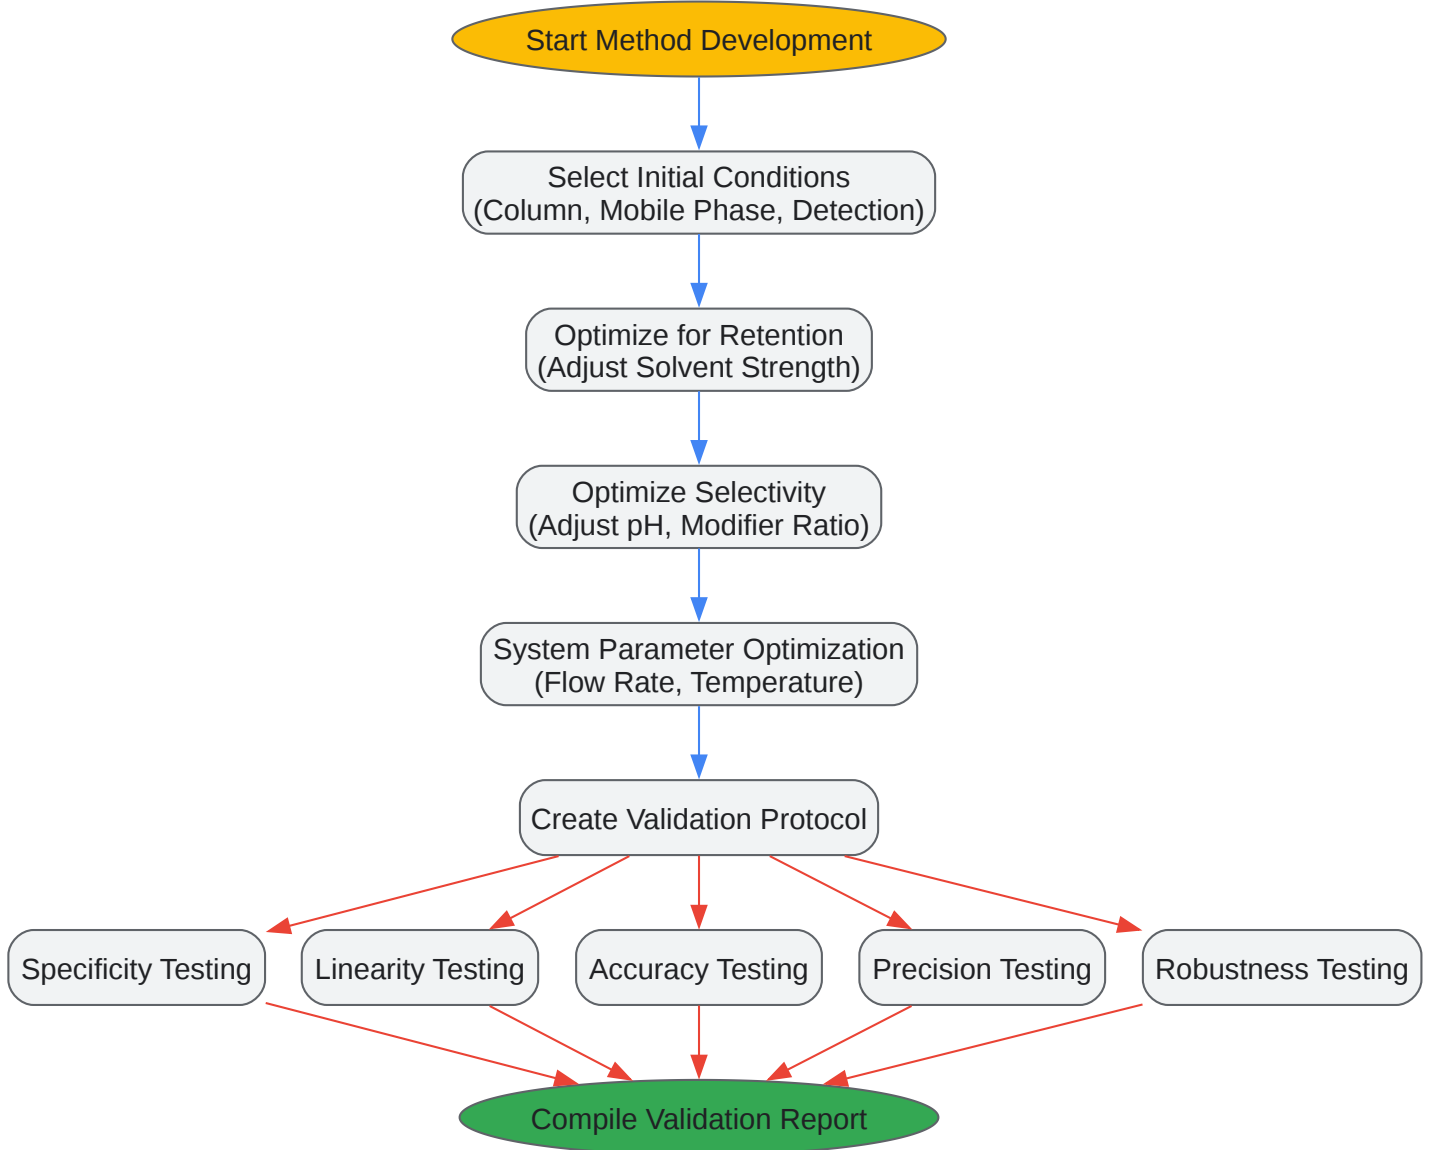 Start Method Development
Select Initial Conditions
(Column, Mobile Phase, Detection)
Optimize for Retention
(Adjust Solvent Strength)
Optimize Selectivity
(Adjust pH, Modifier Ratio)
System Parameter Optimization
(Flow Rate, Temperature)
Create Validation Protocol
Specificity Testing
Linearity Testing
Accuracy Testing
Precision Testing
Robustness Testing
Compile Validation Report